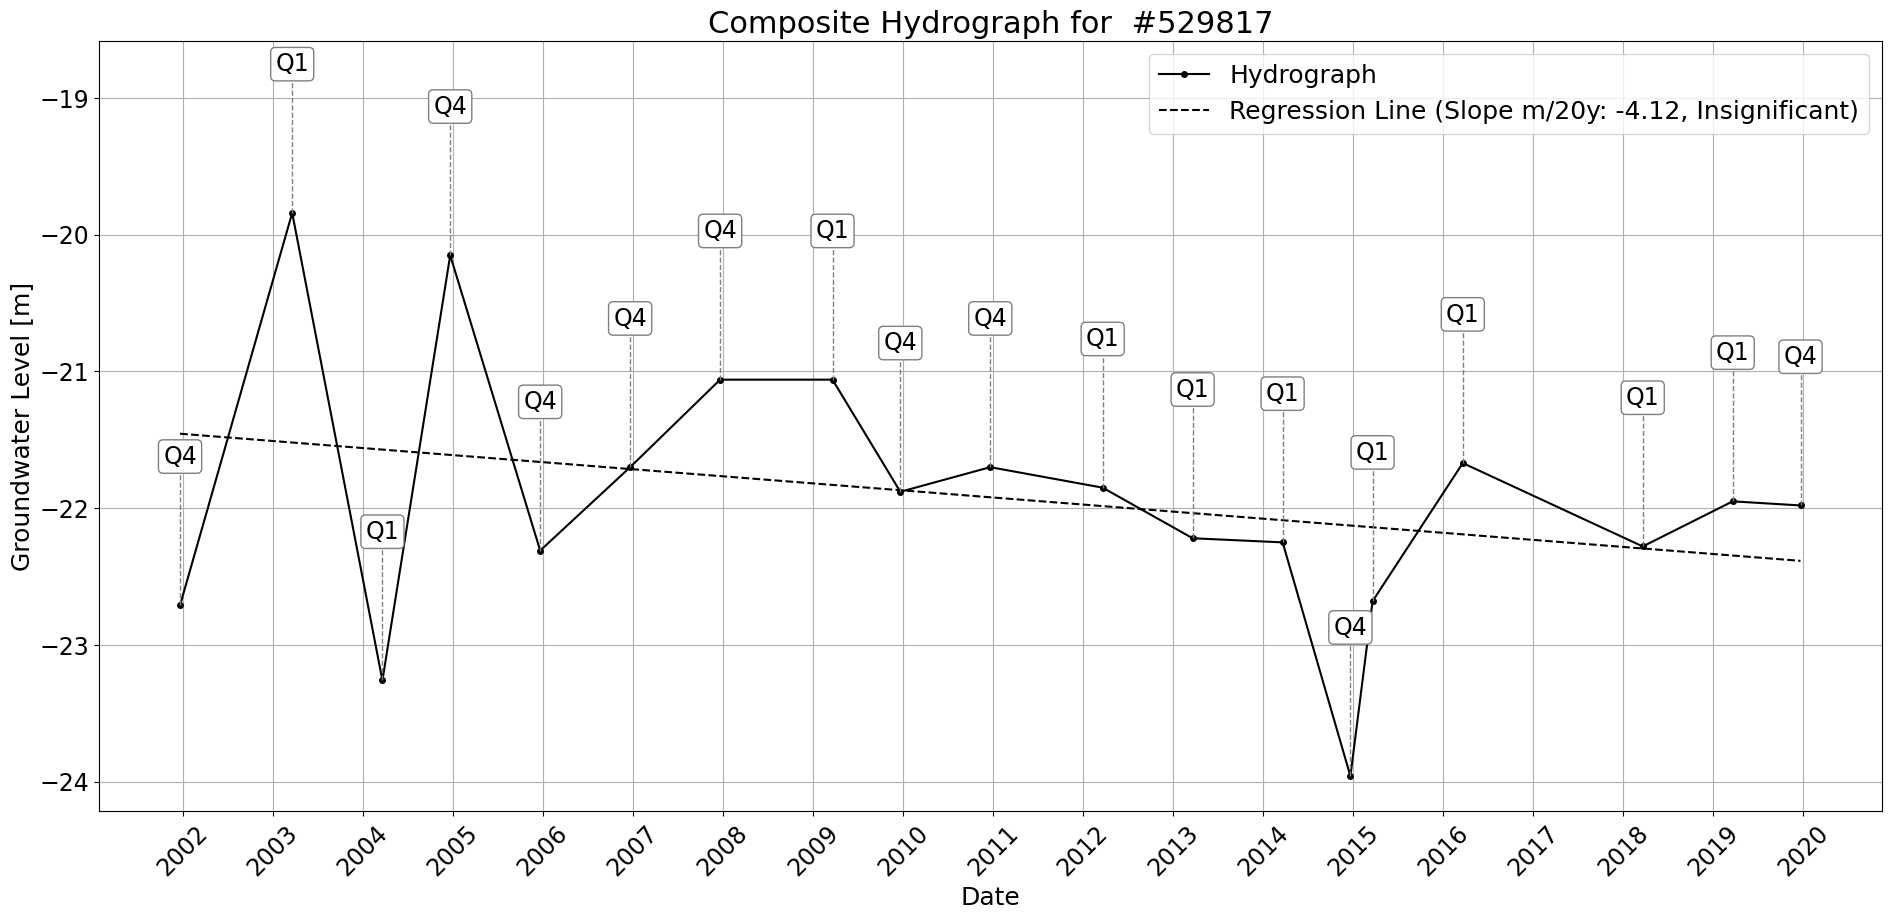 Composite Hydrograph for  #529817
Hydrograph
Regression Line (Slope m/20y: -4.12, Insignificant)
Groundwater Level [m]
−19
−20
−21
−22
−23
−24
Q4
Q1
Q1
Q4
Q4
Q4
Q4
Q1
Q4
Q4
Q1
Q1
Q1
Q4
Q1
Q1
Q1
Q1
Q4
2002
2003
2004
2005
2006
2007
2008
2009
2010
2011
2012
2013
2014
2015
2016
2017
2018
2019
2020
Date